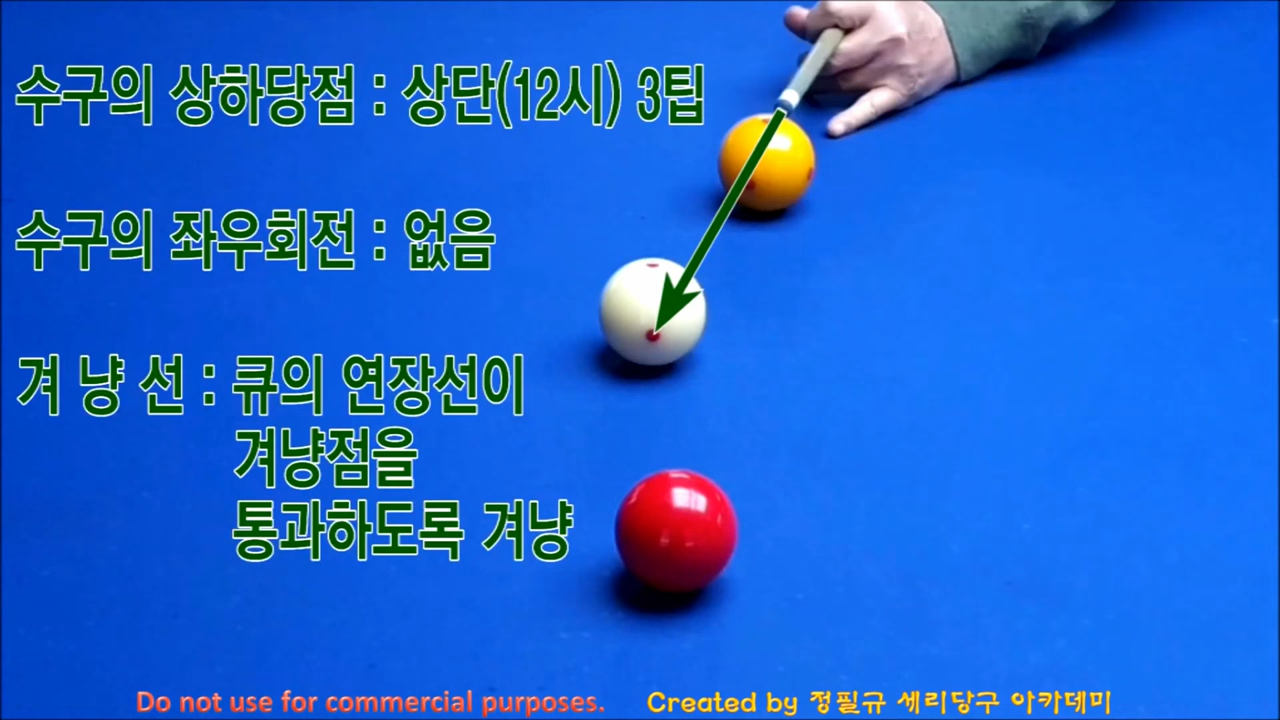 수구의 상하당점 : 상단(12시) 3팁
수구의 좌우회전 : 없음
겨 냥 선 : 큐의 연장선이
겨냥점을
통과하도록 겨냥
Do not use for commercial purposes. Created by 정필규 세리당구 아카데미